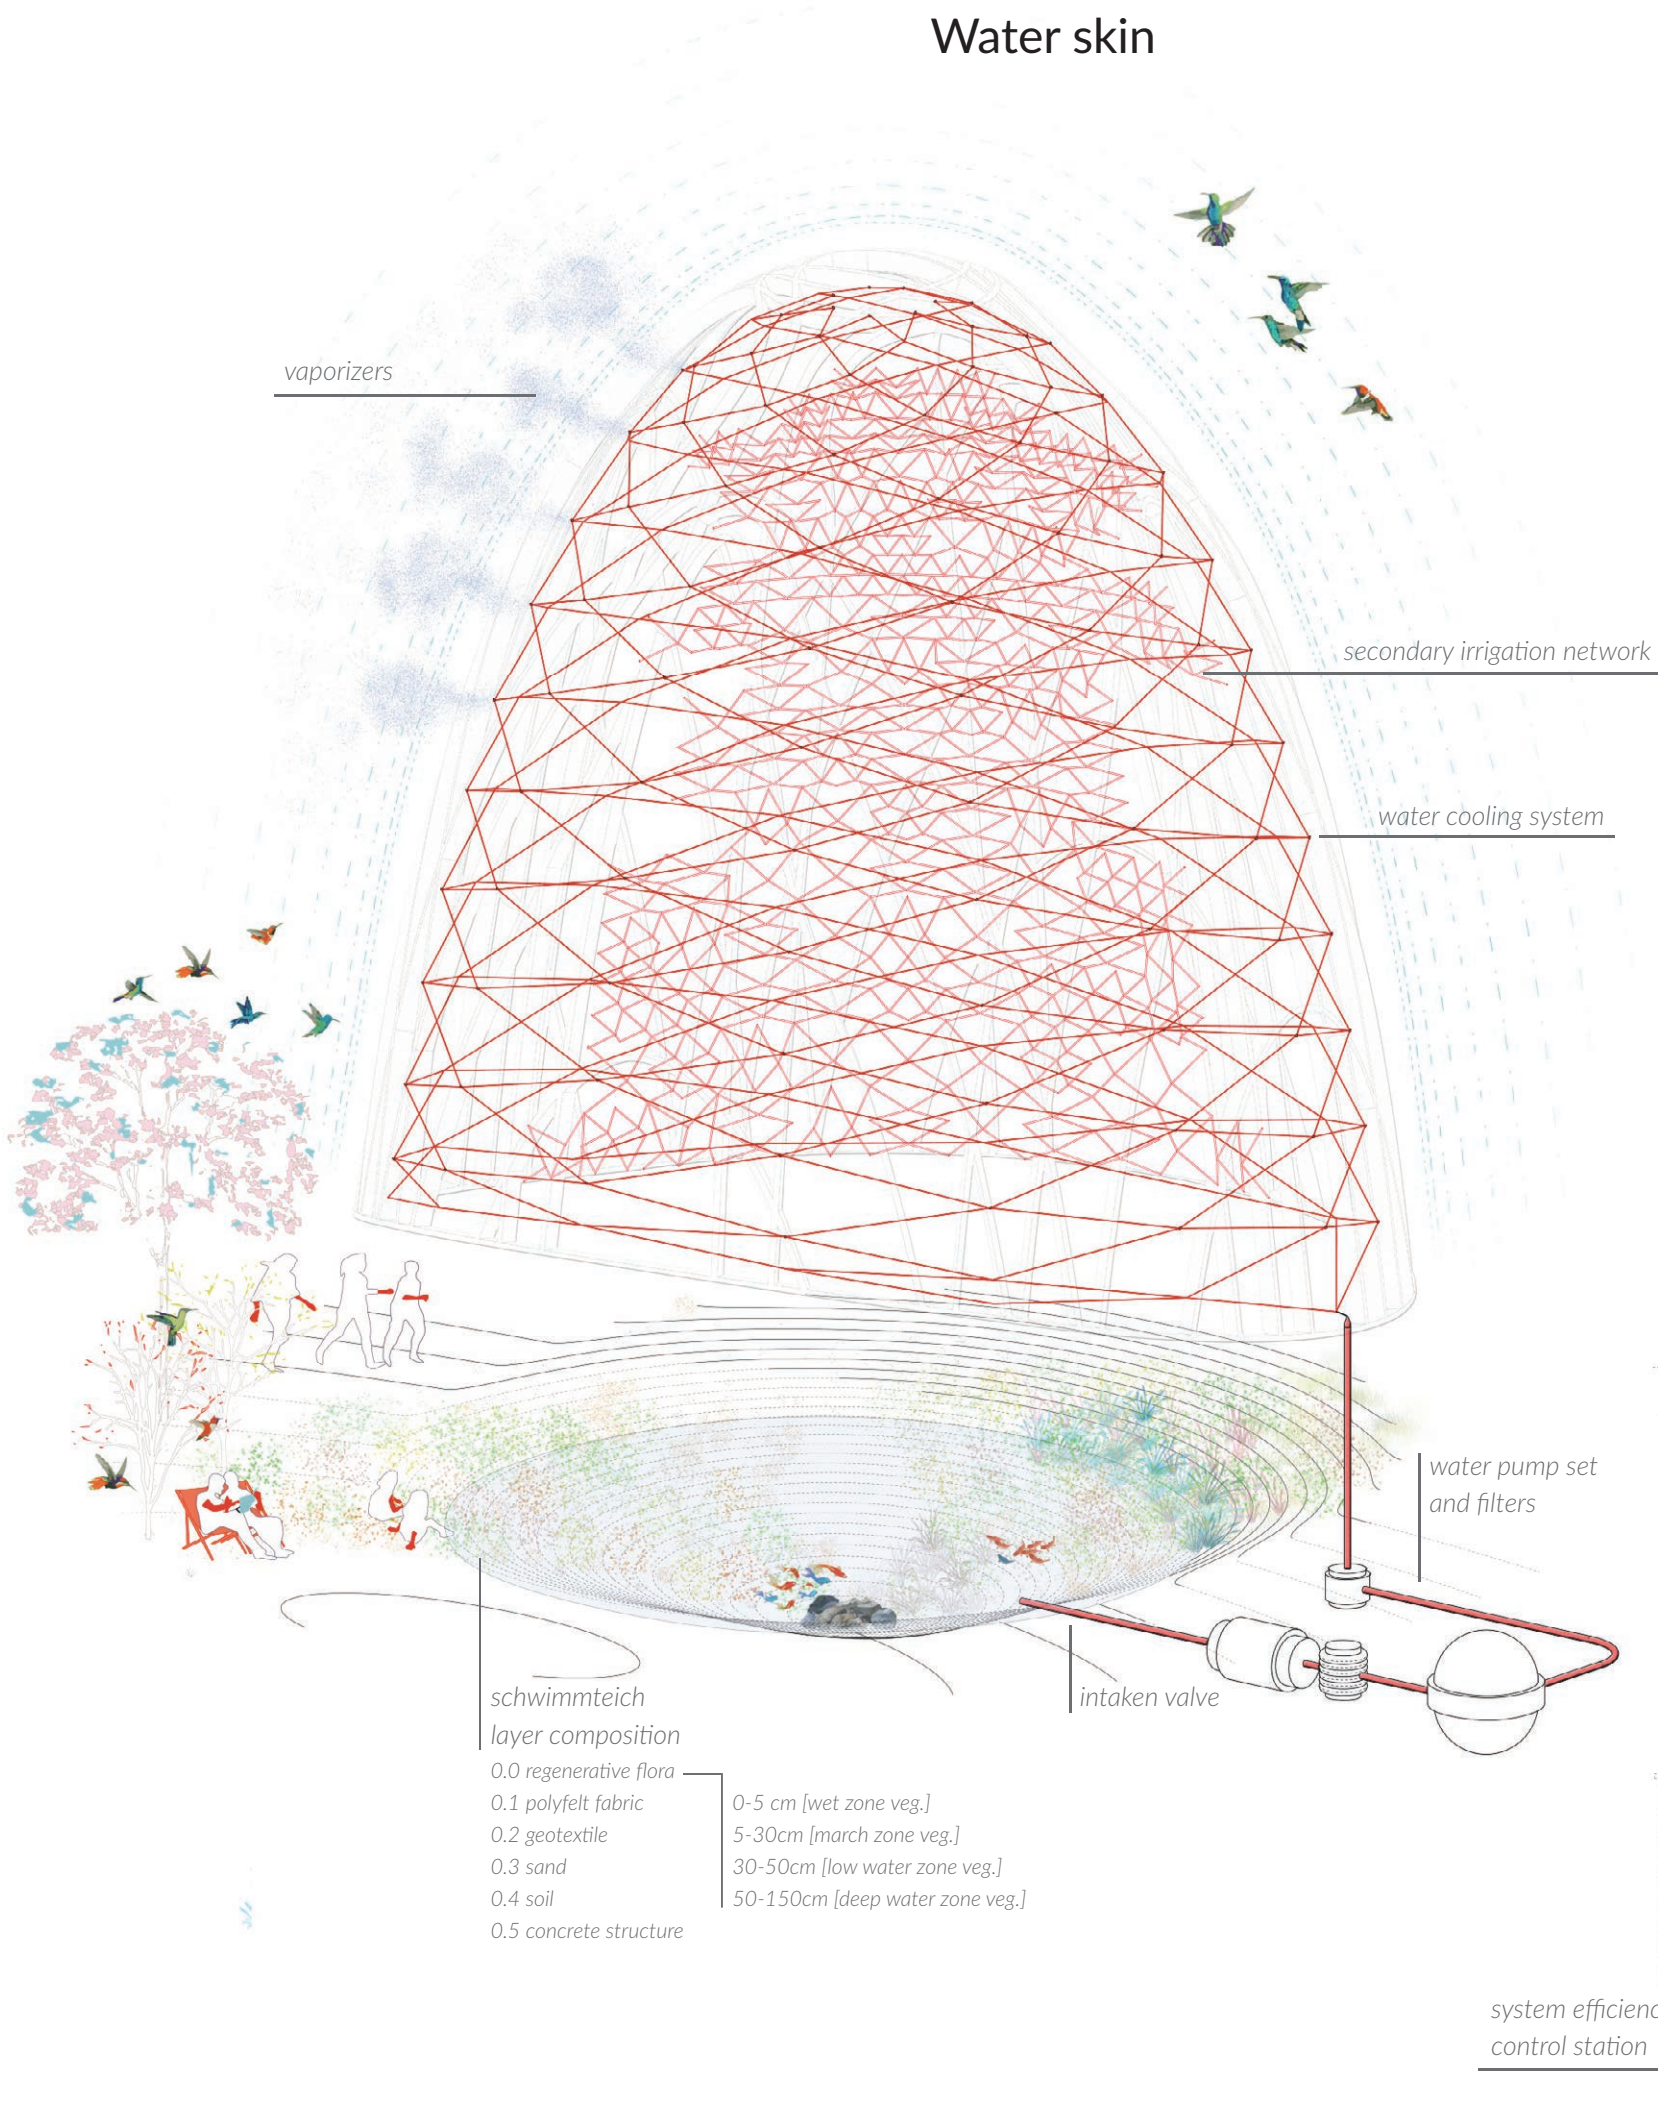 Water skin
vaporizers
secondary irrigation network
water cooling system
water pump set
and filters
intaken valve
schwimmteich
layer composition
0.0 regenerative flora
0.1 polyfelt fabric
0.2 geotextile
0.3 sand
0.4 soil
0.5 concrete structure
0-5 cm [wet zone veg.]
5-30cm [march zone veg.]
30-50cm [low water zone veg.]
50-150cm [deep water zone veg.]
system efficienc
control station